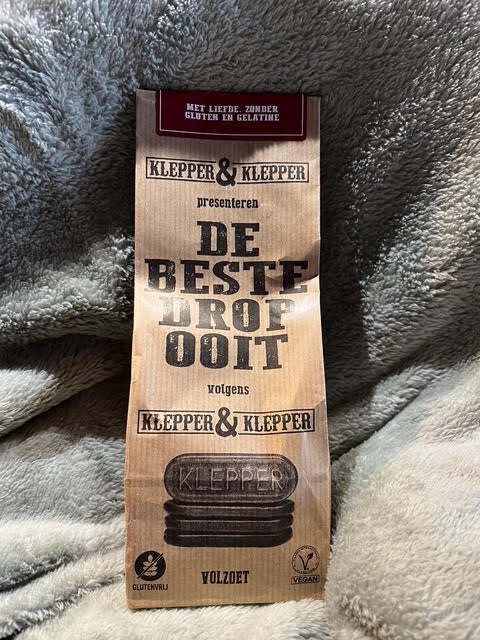 MET LIEFDE, ZONDER
GLUTEN EN GELATINE
KLEPPER & KLEPPER
presenteren
DE
BESTE
DROP
OOIT
volgens
KLEPPER & KLEPPER
KLEPPER
GLUTENVRIJ
VOLZOET
VEGAN